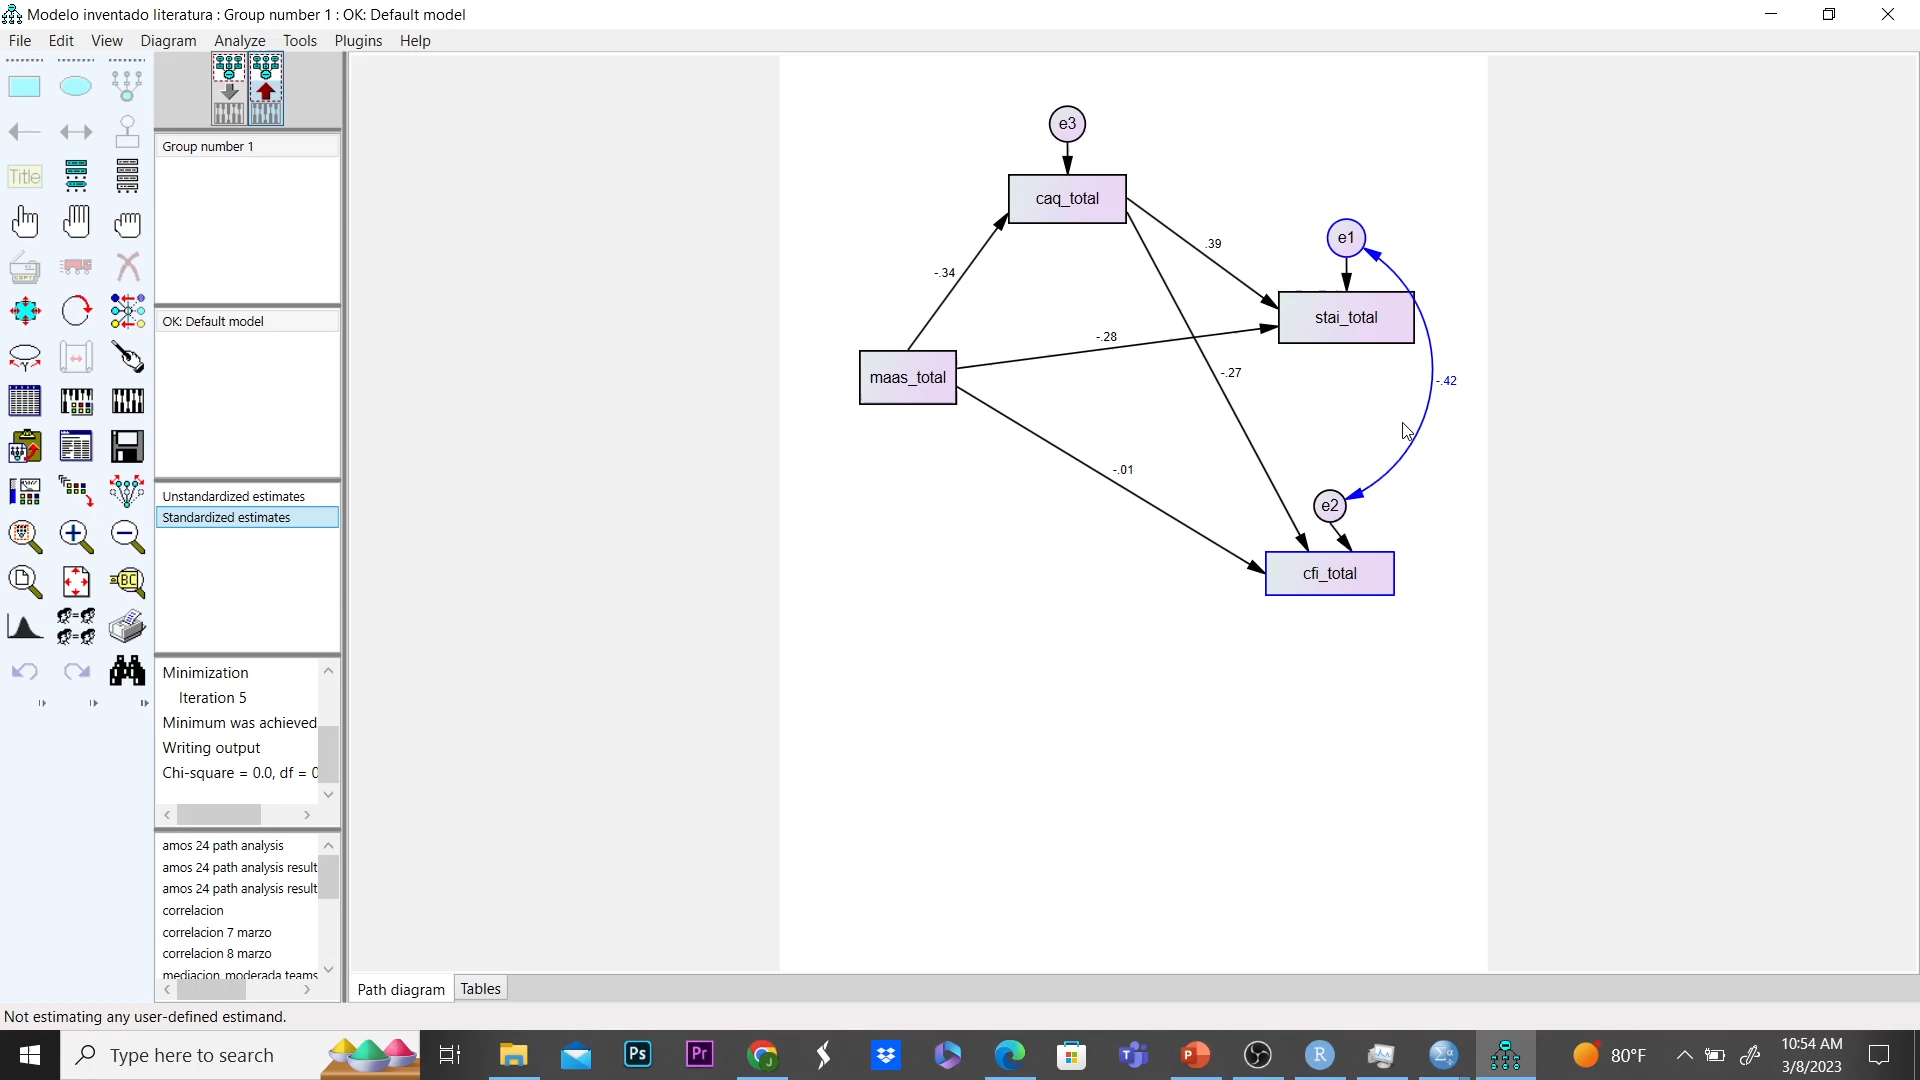 Modelo inventado literatura : Group number 1 : OK: Default model
File Edit View Diagram Analyze Tools Plugins Help
Title
Group number 1
OK: Default model
Unstandardized estimates
Standardized estimates
Minimization
Iteration 5
Minimum was achieved
Writing output
Chi-square = 0.0, df = 0
amos 24 path analysis
amos 24 path analysis result
amos 24 path analysis result
correlacion
correlacion 7 marzo
correlacion 8 marzo
mediacion moderada teams
e3
caq_total
e1
.39
-.34
stai_total
-.28
-.27
maas_total
-.42
-.01
e2
cfi_total
Path diagram Tables
Not estimating any user-defined estimand.
Type here to search
80°F
10:54 AM
3/8/2023